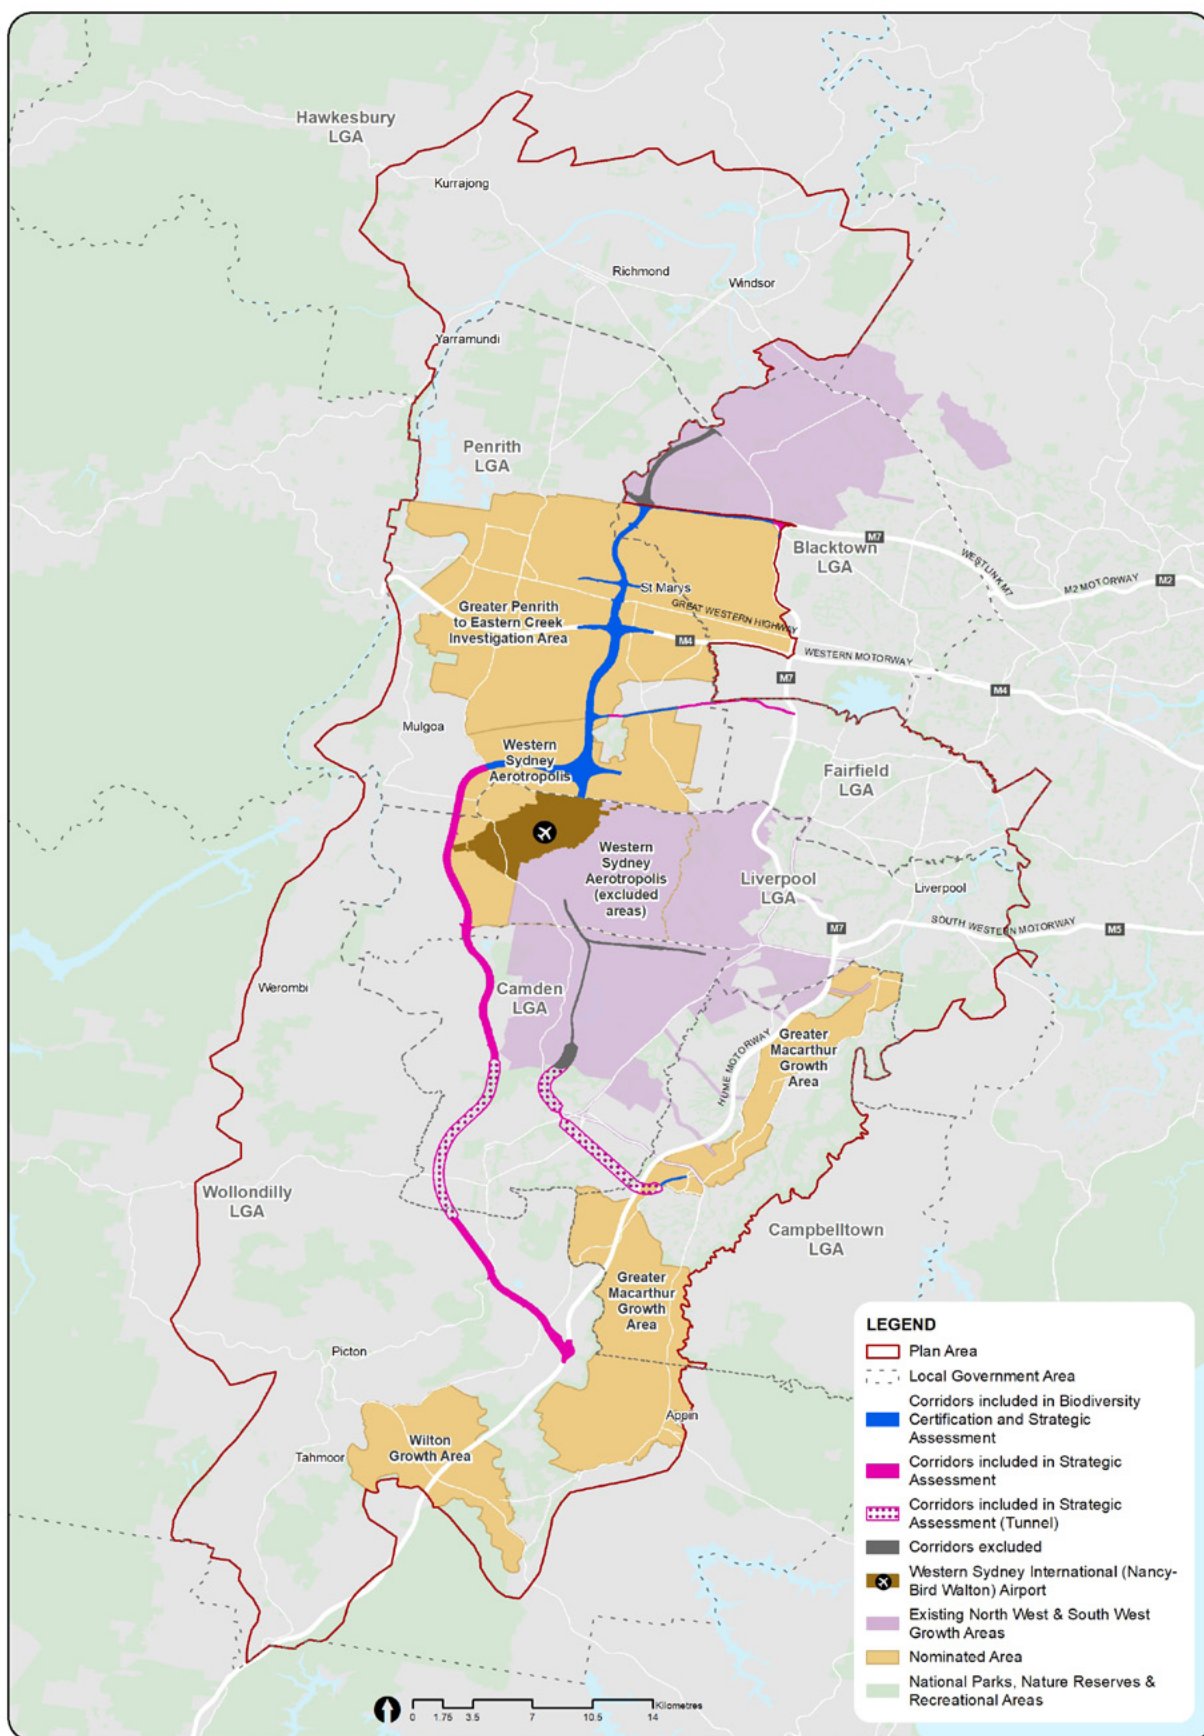 Hawkesbury
LGA
Kurrajong
Richmond
Windsor
Yarramundi
Penrith
LGA
M7
Blacktown
LGA
WESTLINK M7
M2 MOTORWAY
M2
St Marys
GREAT WESTERN HIGHWAY
Greater Penrith
to Eastern Creek
Investigation Area
M4
WESTERN MOTORWAY
M7
M4
Mulgoa
Western
Sydney
Aerotropolis
Fairfield
LGA
Western
Sydney
Aerotropolis
(excluded
areas)
Liverpool
LGA
Liverpool
M7
SOUTH WESTERN MOTORWAY
M5
Werombi
Camden
LGA
Greater
Macarthur
Growth
Area
HUME MOTORWAY
Wollondilly
LGA
Campbelltown
LGA
Greater
Macarthur
Growth
Area
Picton
Appin
Wilton
Growth Area
Tahmoor
LEGEND
Plan Area
Local Government Area
Corridors included in Biodiversity
Certification and Strategic
Assessment
Corridors included in Strategic
Assessment
Corridors included in Strategic
Assessment (Tunnel)
Corridors excluded
Western Sydney International (Nancy-
Bird Walton) Airport
Existing North West & South West
Growth Areas
Nominated Area
National Parks, Nature Reserves &
Recreational Areas
Kilometres
0 1.75 3.5 7 10.5 14